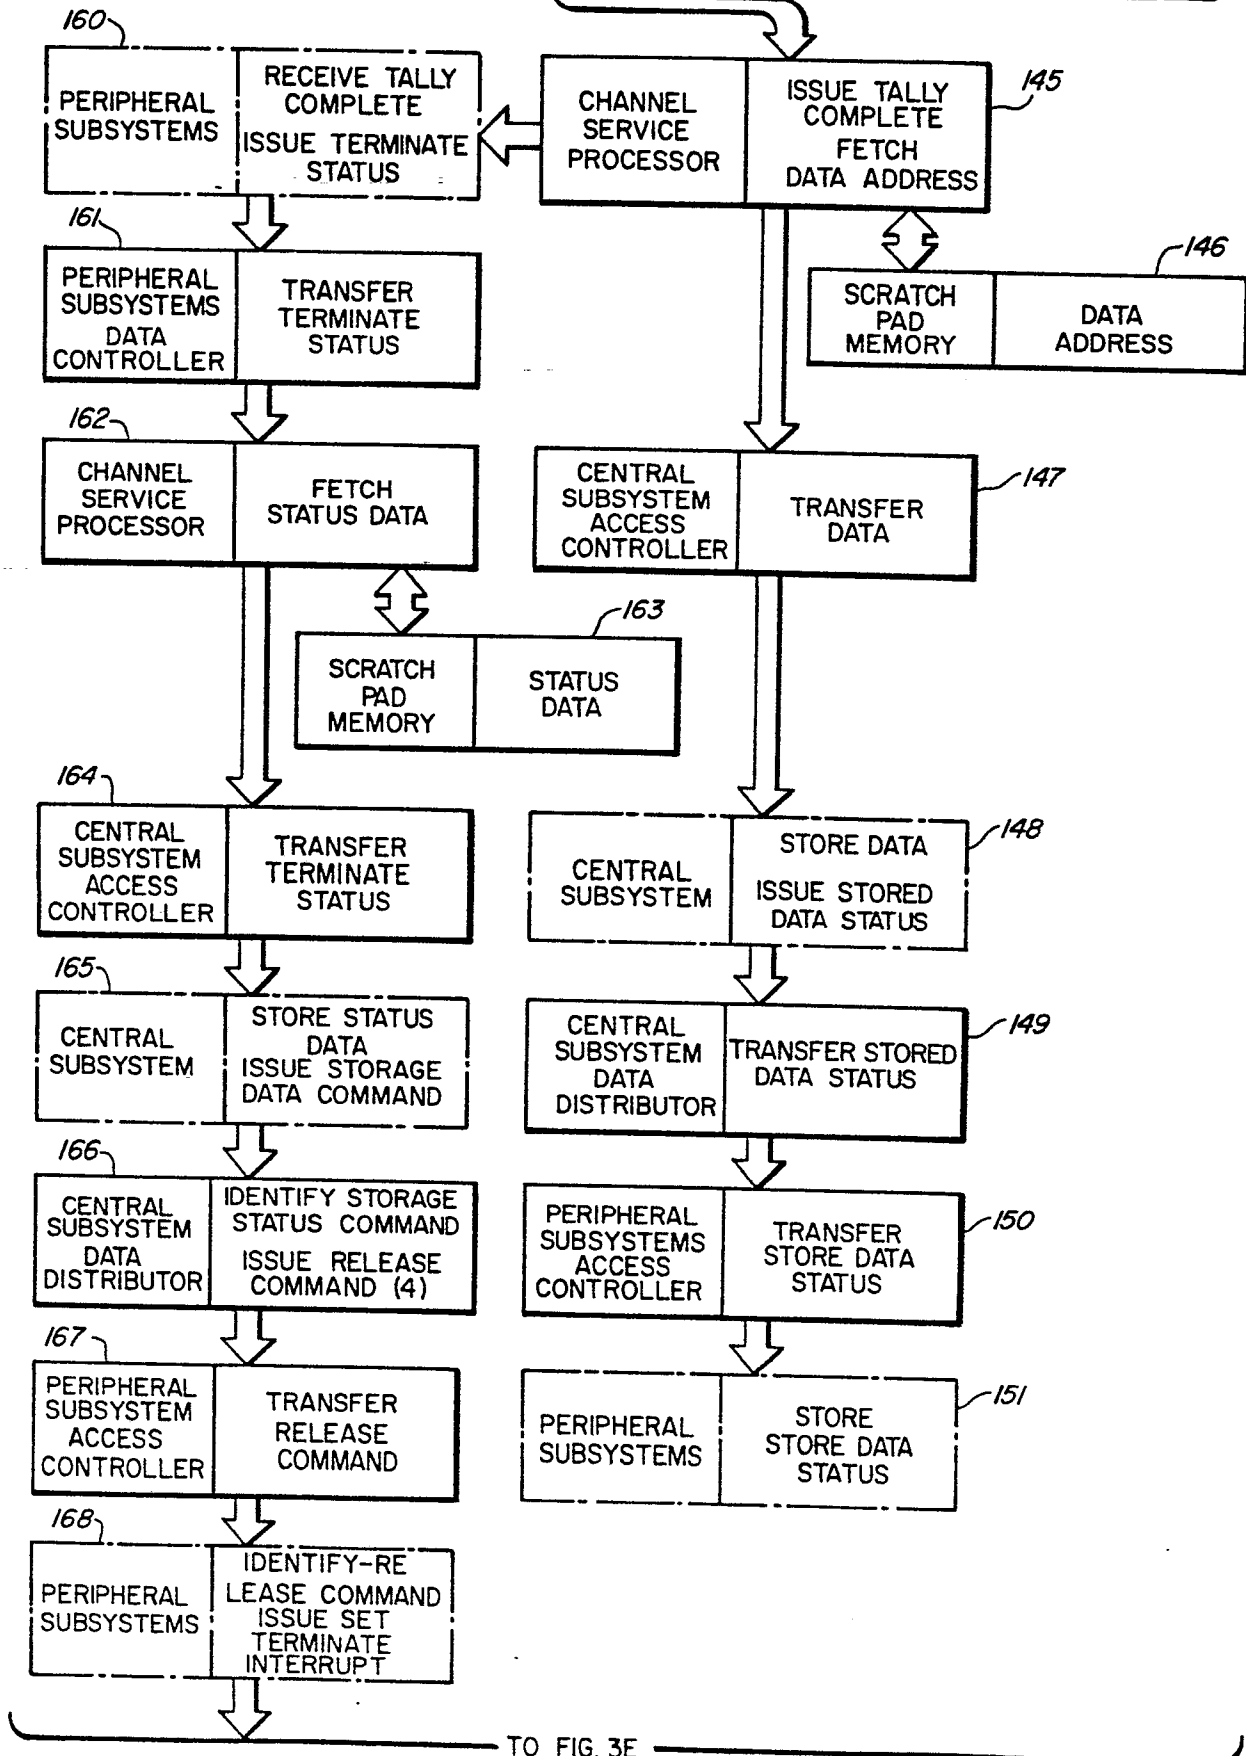 160
PERIPHERAL
SUBSYSTEMS
RECEIVE TALLY
COMPLETE
ISSUE TERMINATE
STATUS
CHANNEL
SERVICE
PROCESSOR
ISSUE TALLY
COMPLETE
FETCH
DATA ADDRESS
145
161
PERIPHERAL
SUBSYSTEMS
DATA
CONTROLLER
TRANSFER
TERMINATE
STATUS
146
SCRATCH
PAD
MEMORY
DATA
ADDRESS
162
CHANNEL
SERVICE
PROCESSOR
FETCH
STATUS DATA
CENTRAL
SUBSYSTEM
ACCESS
CONTROLLER
TRANSFER
DATA
147
163
SCRATCH
PAD
MEMORY
STATUS
DATA
164
CENTRAL
SUBSYSTEM
ACCESS
CONTROLLER
TRANSFER
TERMINATE
STATUS
CENTRAL
SUBSYSTEM
STORE DATA
ISSUE STORED
DATA STATUS
148
165
CENTRAL
SUBSYSTEM
STORE STATUS
DATA
ISSUE STORAGE
DATA COMMAND
CENTRAL
SUBSYSTEM
DATA
DISTRIBUTOR
TRANSFER STORED
DATA STATUS
149
166
CENTRAL
SUBSYSTEM
DATA
DISTRIBUTOR
IDENTIFY STORAGE
STATUS COMMAND
ISSUE RELEASE
COMMAND (4)
PERIPHERAL
SUBSYSTEMS
ACCESS
CONTROLLER
TRANSFER
STORE DATA
STATUS
150
167
PERIPHERAL
SUBSYSTEM
ACCESS
CONTROLLER
TRANSFER
RELEASE
COMMAND
PERIPHERAL
SUBSYSTEMS
STORE
STORE DATA
STATUS
151
168
PERIPHERAL
SUBSYSTEMS
IDENTIFY-RE
LEASE COMMAND
ISSUE SET
TERMINATE
INTERRUPT
TO FIG. 3E